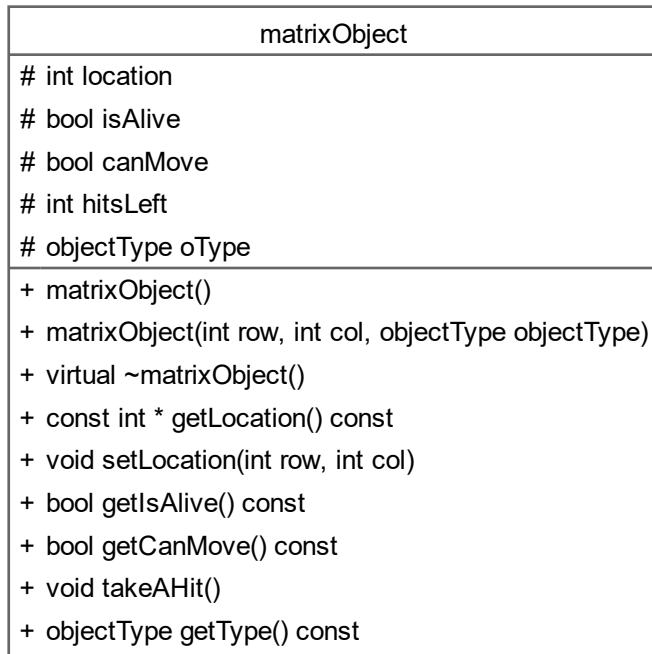 matrixObject
# int location
# bool isAlive
# bool canMove
# int hitsLeft
# objectType oType
+ matrixObject()
+ matrixObject(int row, int col, objectType objectType)
+ virtual ~matrixObject()
+ const int * getLocation() const
+ void setLocation(int row, int col)
+ bool getIsAlive() const
+ bool getCanMove() const
+ void takeAHit()
+ objectType getType() const